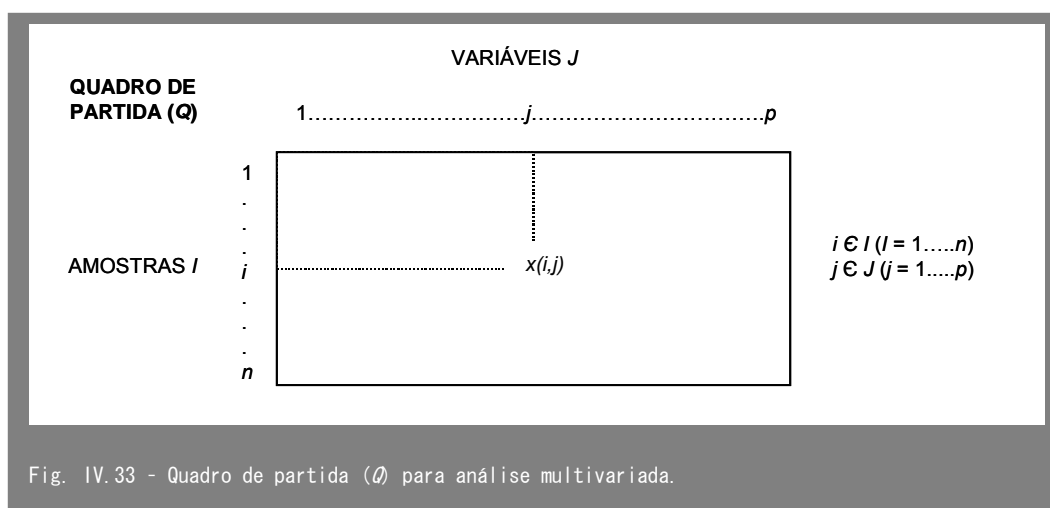 VARIÁVEIS J
QUADRO DE
PARTIDA (Q)
1……………………………j……………………………….p
1
.
.
.
AMOSTRAS I
i
x(i,j)
i Є I (I = 1…..n)
j Є J (j = 1.....p)
.
.
.
n
Fig. IV.33 - Quadro de partida (Q) para análise multivariada.